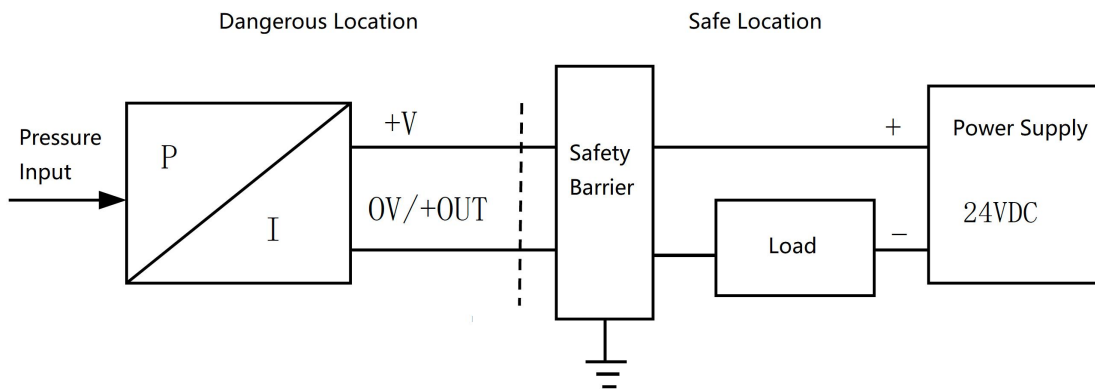 Dangerous Location
Safe Location
Pressure
Input
P
I
+V
0V/+OUT
Safety
Barrier
+
Load
−
Power Supply
24VDC